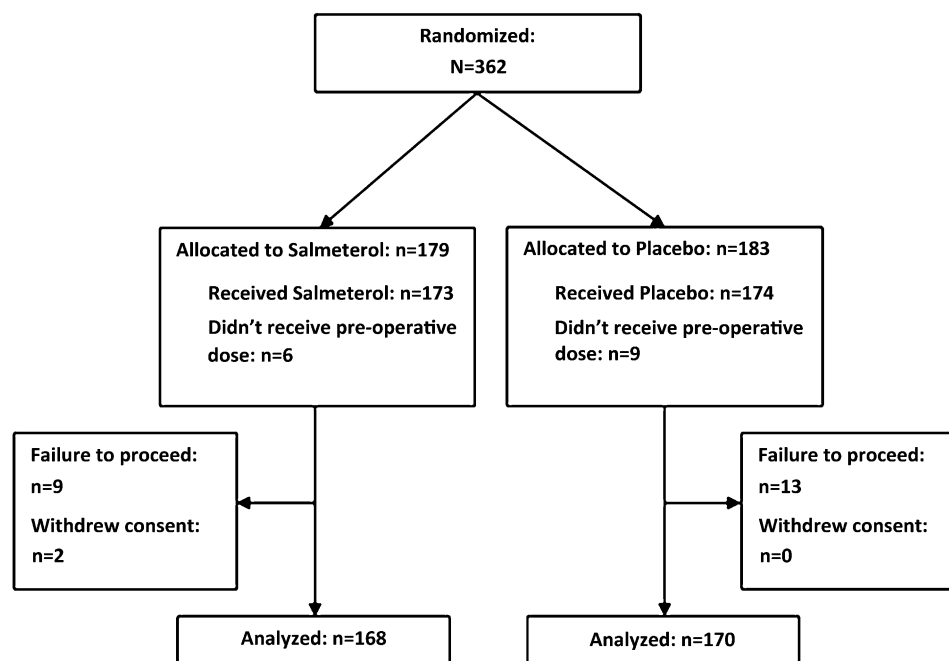 Randomized:
N=362
Allocated to Salmeterol: n=179
Received Salmeterol: n=173
Didn’t receive pre-operative
dose: n=6
Allocated to Placebo: n=183
Received Placebo: n=174
Didn’t receive pre-operative
dose: n=9
Failure to proceed:
n=9
Withdrew consent:
n=2
Failure to proceed:
n=13
Withdrew consent:
n=0
Analyzed: n=168
Analyzed: n=170